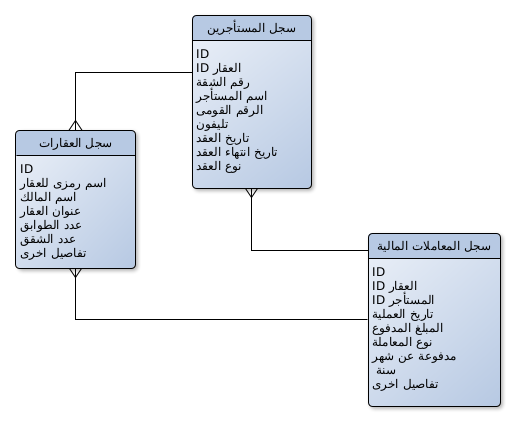 سجل المستأجرين
ID
ID العقار
رقم الشقة
اسم المستأجر
الرقم القومى
تليفون
تاريخ العقد
تاريخ انتهاء العقد
نوع العقد
سجل العقارات
ID
اسم رمزى للعقار
اسم المالك
عنوان العقار
عدد الطوابق
عدد الشقق
تفاصيل اخرى
سجل المعاملات المالية
ID
ID العقار
ID المستأجر
تاريخ العملية
المبلغ المدفوع
نوع المعاملة
مدفوعة عن شهر
سنة
تفاصيل اخرى